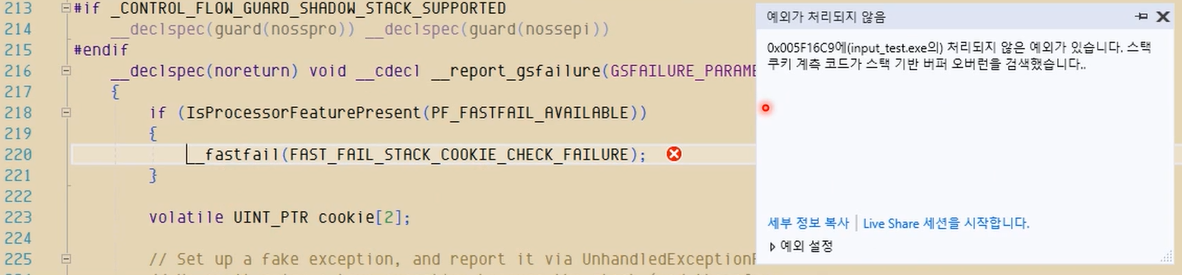 213 #if _CONTROL_FLOW_GUARD_SHADOW_STACK_SUPPORTED
214 __declspec(guard(nosspro)) __declspec(guard(nossepi))
215 #endif
216 __declspec(noreturn) void __cdecl __report_gsfailure(GSFAILURE_PARAME
217 {
218 if (IsProcessorFeaturePresent(PF_FASTFAIL_AVAILABLE))
219 {
220 __fastfail(FAST_FAIL_STACK_COOKIE_CHECK_FAILURE);
221 }
222
223 volatile UINT_PTR cookie[2];
224
225 // Set up a fake exception, and report it via UnhandledException
예외가 처리되지 않음
0x005F16C9에(input_test.exe의) 처리되지 않은 예외가 있습니다. 스택
쿠키 계측 코드가 스택 기반 버퍼 오버런을 검색했습니다..
세부 정보 복사 | Live Share 세션을 시작합니다.
예외 설정